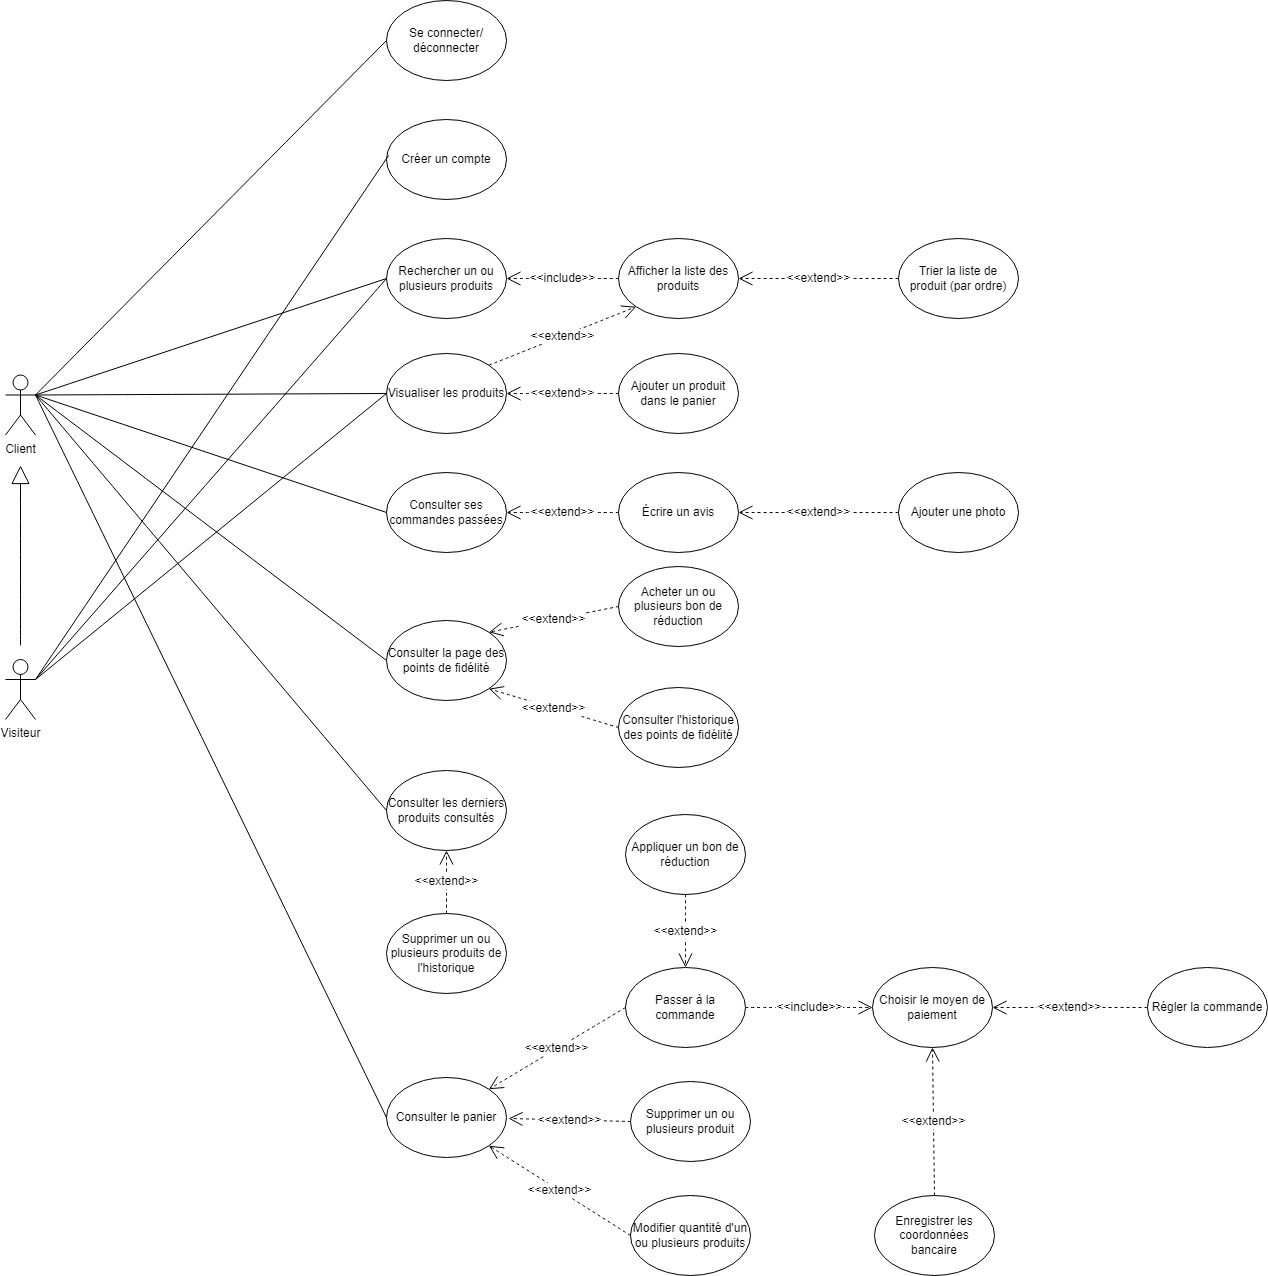 Se connecter/
déconnecter
Créer un compte
Rechercher un ou
plusieurs produits
<<include>>
Afficher la liste des
produits
<<extend>>
Trier la liste de
produit (par ordre)
<<extend>>
Visualiser les produits
<<extend>>
Ajouter un produit
dans le panier
Client
Consulter ses
commandes passées
<<extend>>
Écrire un avis
<<extend>>
Ajouter une photo
Acheter un ou
plusieurs bon de
réduction
<<extend>>
Consulter la page des
points de fidélité
<<extend>>
Consulter l'historique
des points de fidélité
Visiteur
Consulter les derniers
produits consultés
<<extend>>
Supprimer un ou
plusieurs produits de
l'historique
Appliquer un bon de
réduction
<<extend>>
Passer à la
commande
<<include>>
Choisir le moyen de
paiement
<<extend>>
Régler la commande
<<extend>>
Consulter le panier
<<extend>>
Supprimer un ou
plusieurs produit
<<extend>>
<<extend>>
Modifier quantité d'un
ou plusieurs produits
Enregistrer les
coordonnées
bancaire